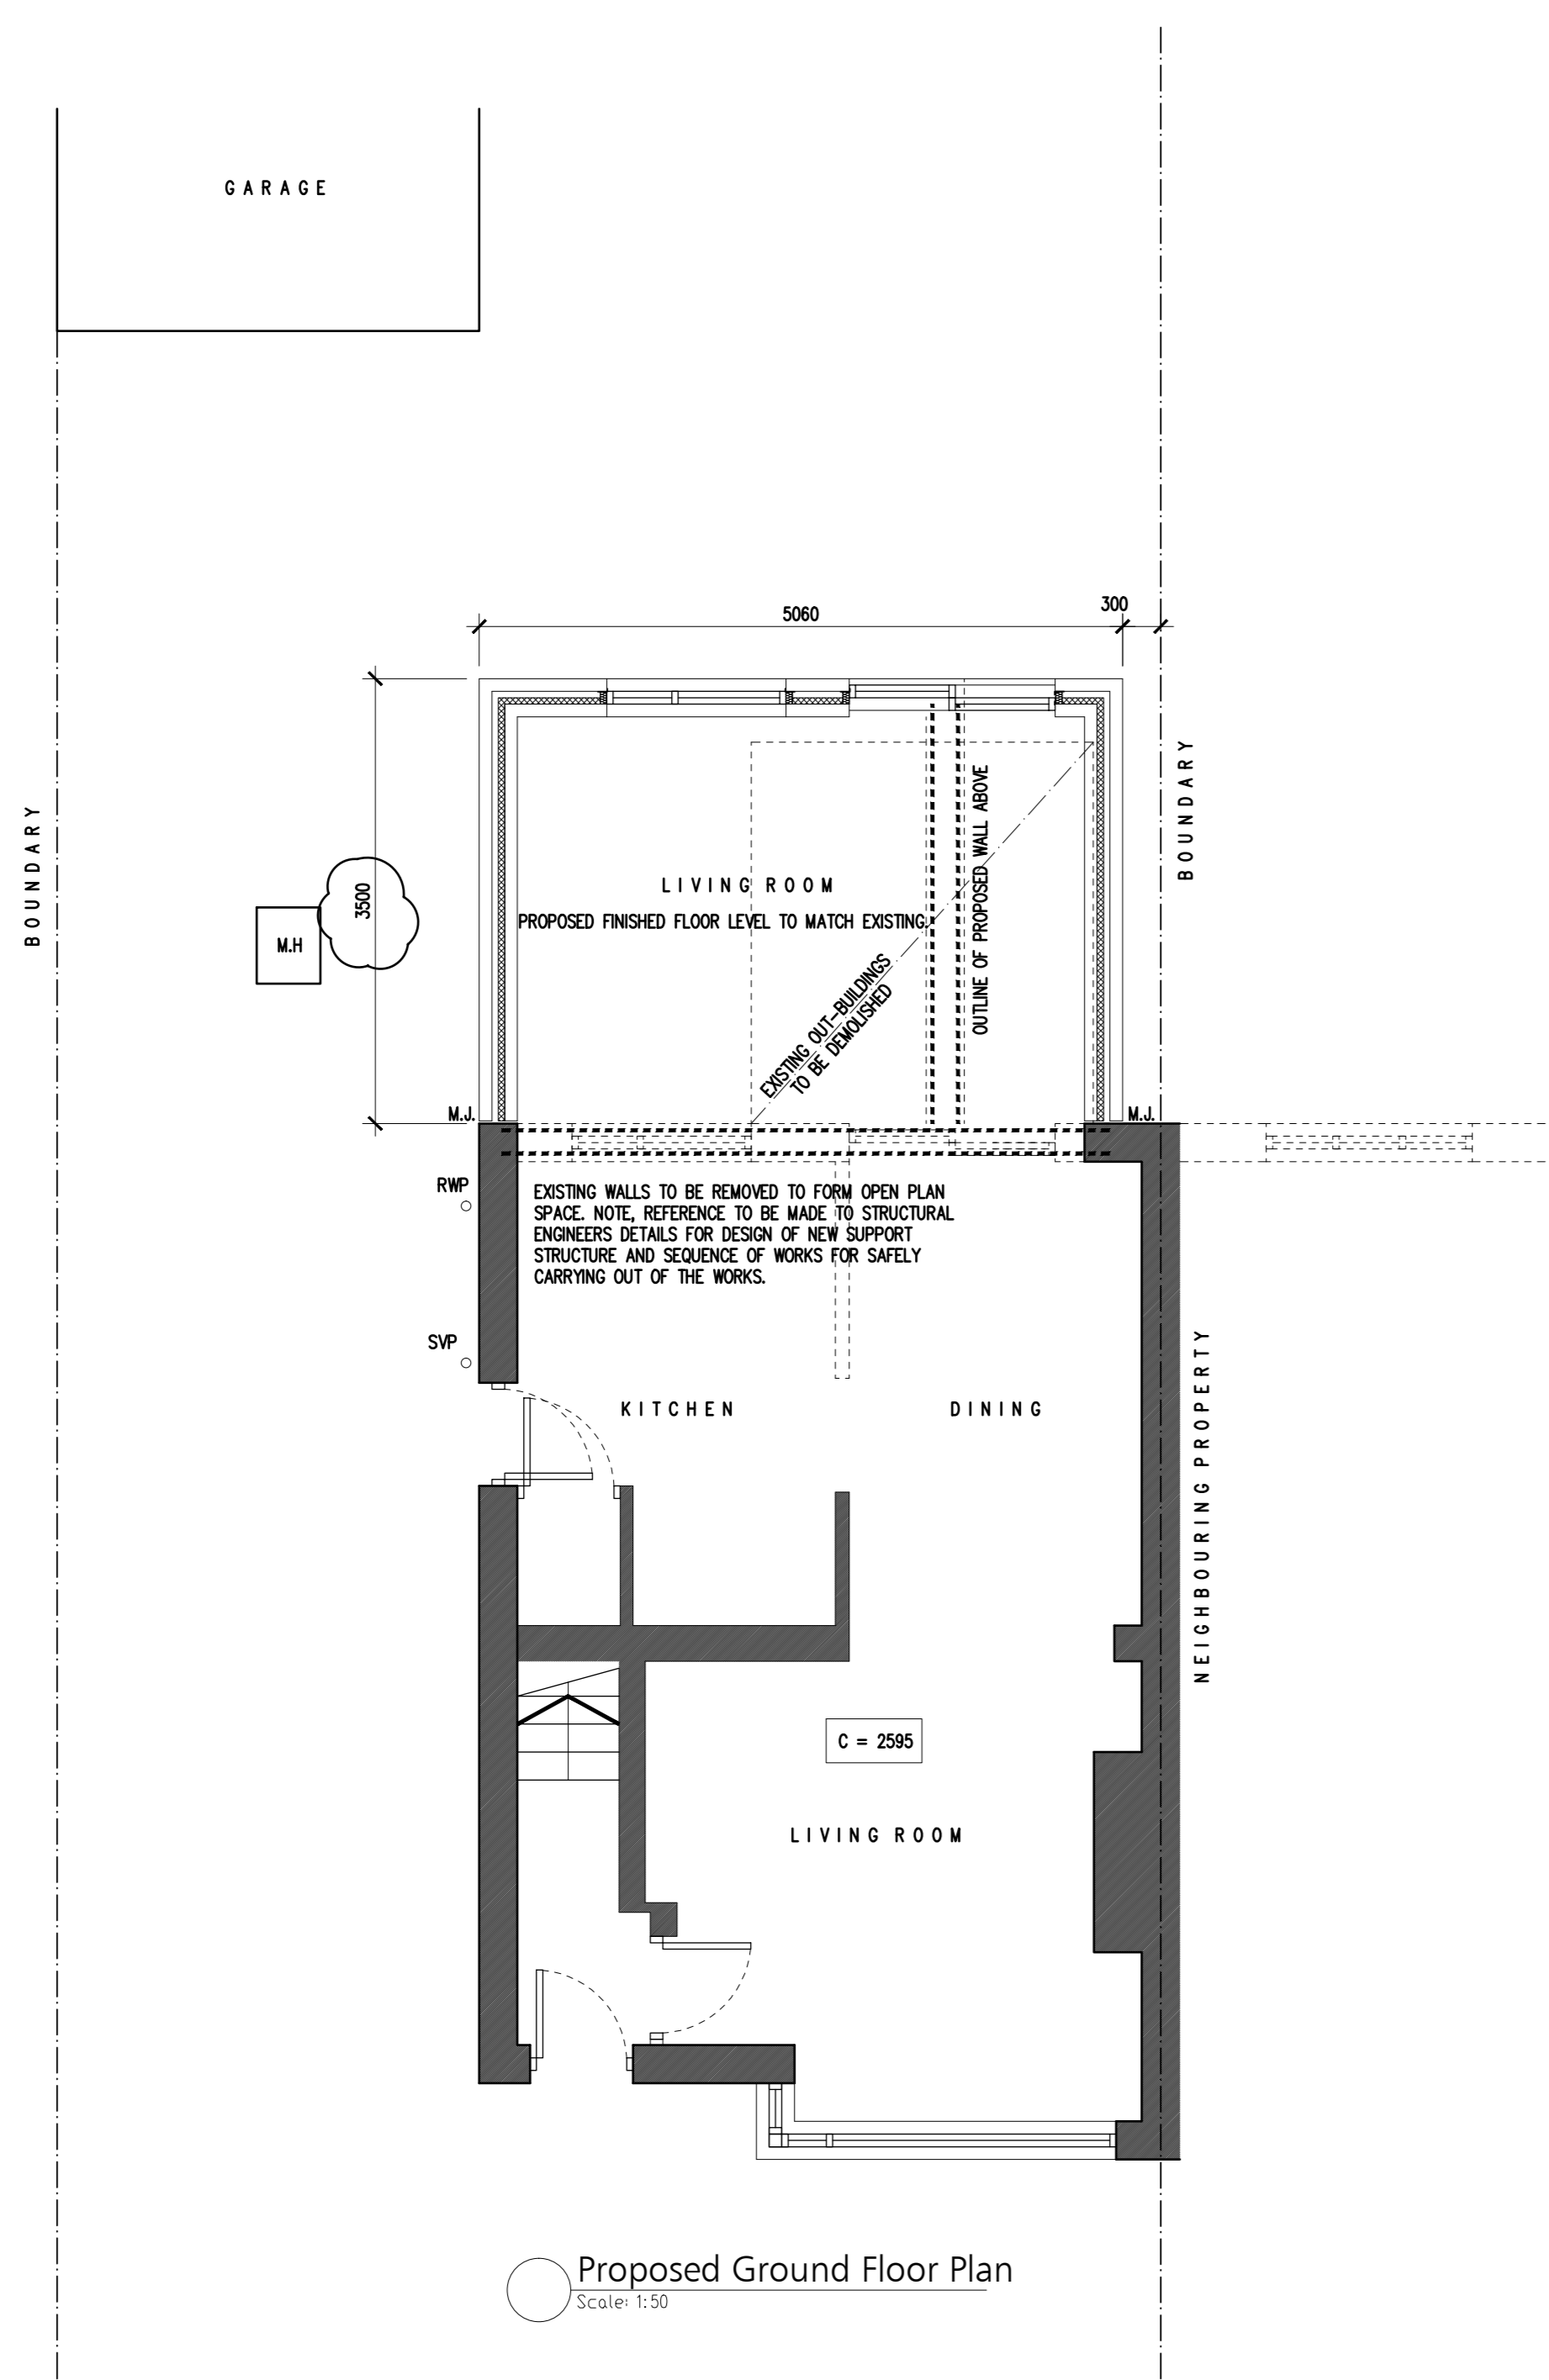 GARAGE
5060
300
BOUNDARY
BOUNDARY
3500
M.H
LIVING ROOM
PROPOSED FINISHED FLOOR LEVEL TO MATCH EXISTING.
OUTLINE OF PROPOSED WALL ABOVE
EXISTING OUT-BUILDINGS
TO BE DEMOLISHED
M.J.
M.J.
RWP
EXISTING WALLS TO BE REMOVED TO FORM OPEN PLAN
SPACE. NOTE, REFERENCE TO BE MADE TO STRUCTURAL
ENGINEERS DETAILS FOR DESIGN OF NEW SUPPORT
STRUCTURE AND SEQUENCE OF WORKS FOR SAFELY
CARRYING OUT OF THE WORKS.
SVP
KITCHEN
DINING
NEIGHBOURING PROPERTY
C = 2595
LIVING ROOM
Proposed Ground Floor Plan
Scale: 1:50